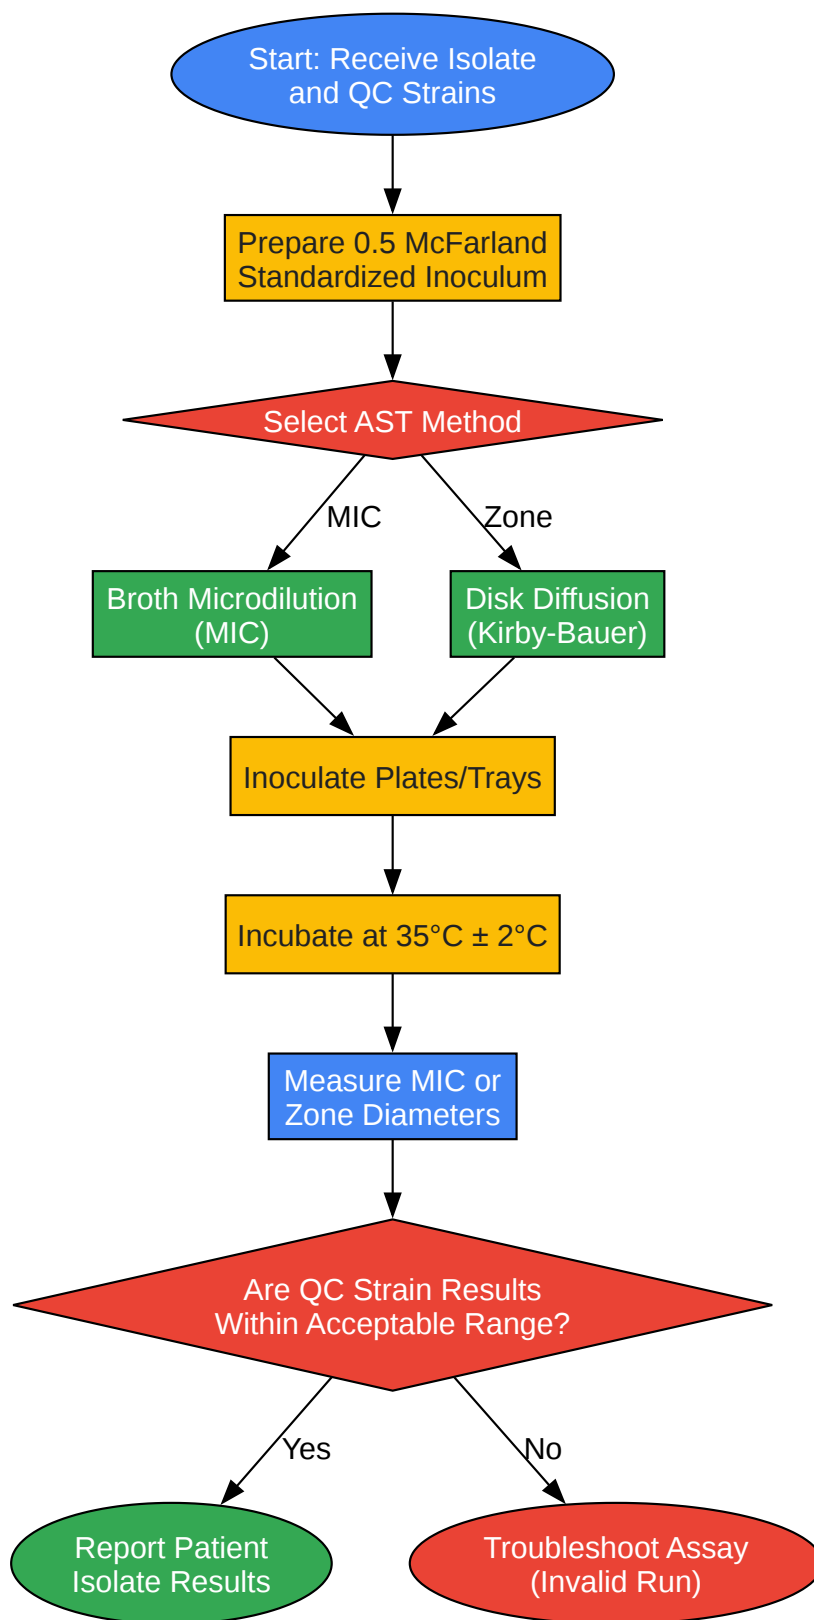 Start: Receive Isolate
and QC Strains
Prepare 0.5 McFarland
Standardized Inoculum
Select AST Method
MIC
Zone
Broth Microdilution
(MIC)
Disk Diffusion
(Kirby-Bauer)
Inoculate Plates/Trays
Incubate at 35°C ± 2°C
Measure MIC or
Zone Diameters
Are QC Strain Results
Within Acceptable Range?
Yes
No
Report Patient
Isolate Results
Troubleshoot Assay
(Invalid Run)